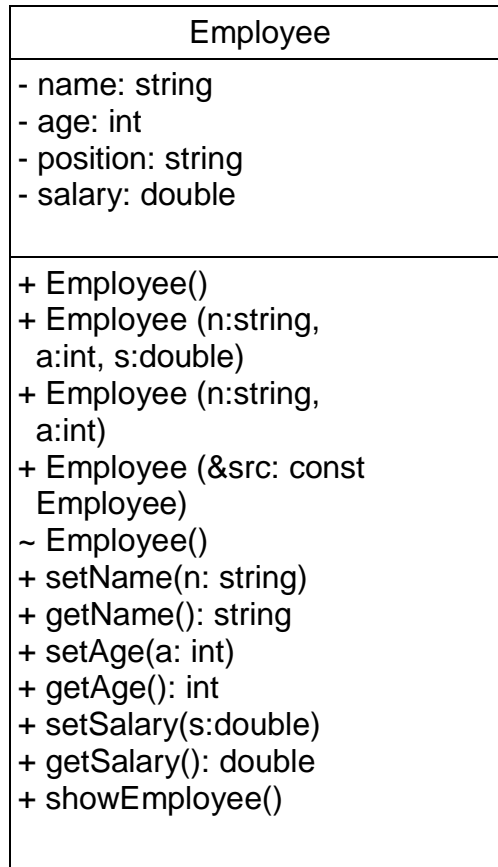 Employee
- name: string
- age: int
- position: string
- salary: double
+ Employee()
+ Employee (n:string,
a:int, s:double)
+ Employee (n:string,
a:int)
+ Employee (&src: const
Employee)
~ Employee()
+ setName(n: string)
+ getName(): string
+ setAge(a: int)
+ getAge(): int
+ setSalary(s:double)
+ getSalary(): double
+ showEmployee()